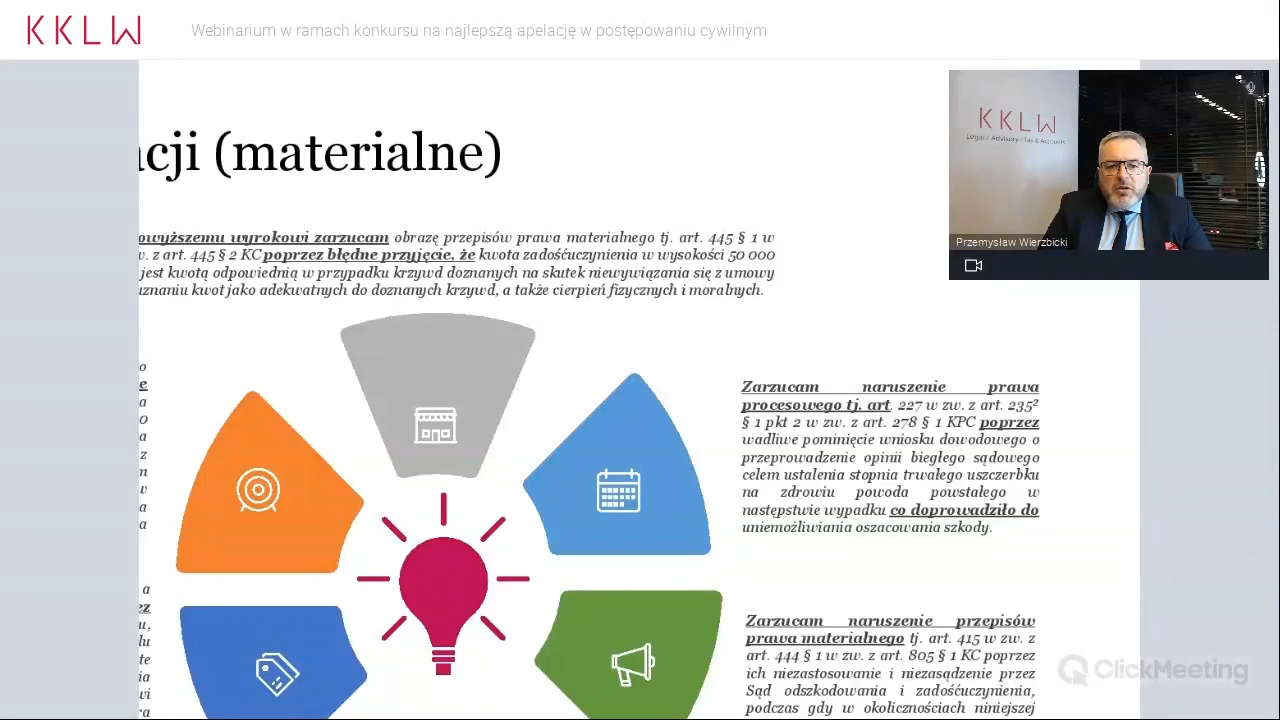 KKLW
Webinarium w ramach konkursu na najlepszą apelację w postępowaniu cywilnym
cji (materialne)
KKLW
Legal / Advisory / Tax & Accounts
Przemysław Wierzbicki
owyższemu wyrokowi zarzucam obrazę przepisów prawa materialnego tj. art. 445 § 1 w
z art. 445 § 2 KC poprzez błędne przyjęcie, że kwota zadośćuczynienia w wysokości 50 000
jest kwotą odpowiednią w przypadku krzywd doznanych na skutek niewywiązania się z umowy
uznaniu kwot jako adekwatnych do doznanych krzywd, a także cierpień fizycznych i moralnych.
Zarzucam naruszenie prawa
procesowego tj. art. 227 w zw. z art. 235²
§ 1 pkt 2 w zw. z art. 278 § 1 KPC poprzez
wadliwe pominięcie wniosku dowodowego o
przeprowadzenie opinii biegłego sądowego
celem ustalenia stopnia trwałego uszczerbku
na zdrowiu powoda powstałego w
następstwie wypadku co doprowadziło do
uniemożliwiania oszacowania szkody.
Zarzucam naruszenie przepisów
prawa materialnego tj. art. 415 w zw. z
art. 444 § 1 w zw. z art. 805 § 1 KC poprzez
ich niezastosowanie i niezasądzenie przez
Sąd odszkodowania i zadośćuczynienia,
podczas gdy w okolicznościach niniejszej
ClickMeeting